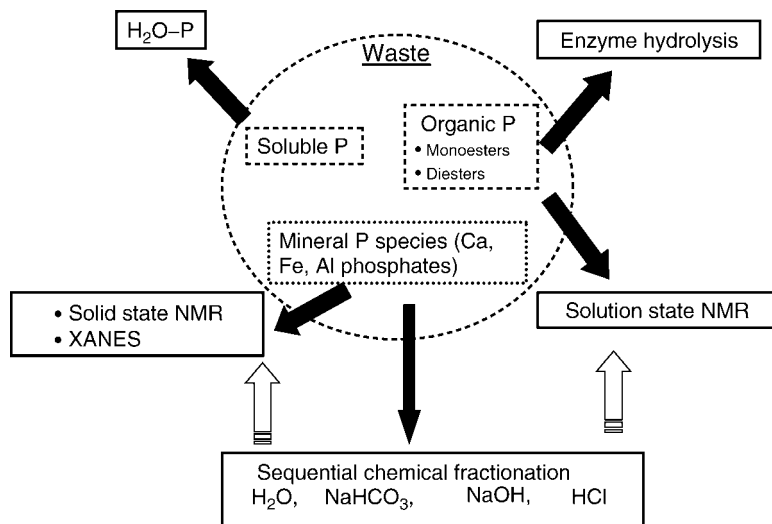 H₂O–P
Waste
Enzyme hydrolysis
Soluble P
Organic P
• Monoesters
• Diesters
Mineral P species (Ca,
Fe, Al phosphates)
• Solid state NMR
• XANES
Solution state NMR
Sequential chemical fractionation
H₂O, NaHCO₃, NaOH, HCl